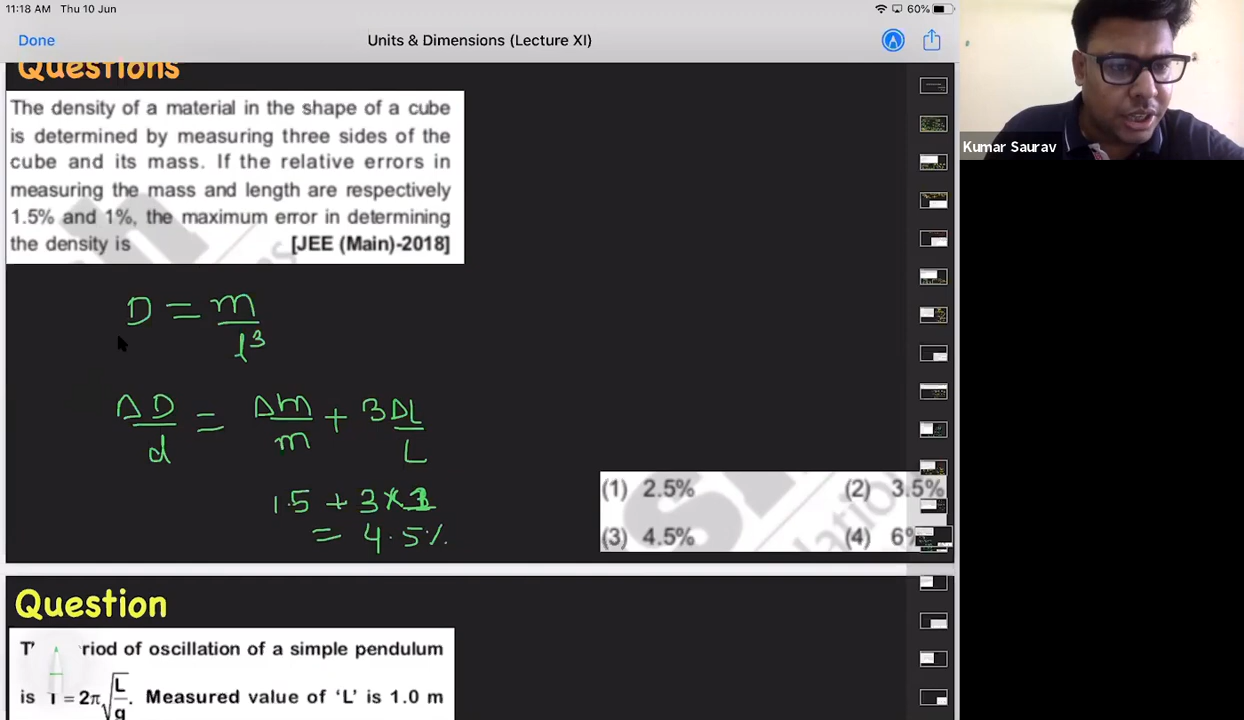 11:18 AM Thu 10 Jun
60%
Done
Units & Dimensions (Lecture XI)
Questions
The density of a material in the shape of a cube
is determined by measuring three sides of the
cube and its mass. If the relative errors in
measuring the mass and length are respectively
1.5% and 1%, the maximum error in determining
the density is [JEE (Main)-2018]
Kumar Saurav
D = m/l³
ΔD/d = Δm/m + 3ΔL/L
1.5 + 3×1
= 4.5%
(1) 2.5% (2) 3.5%
(3) 4.5% (4) 6%
Question
riod of oscillation of a simple pendulum
is T = 2π√L/g. Measured value of ‘L’ is 1.0 m